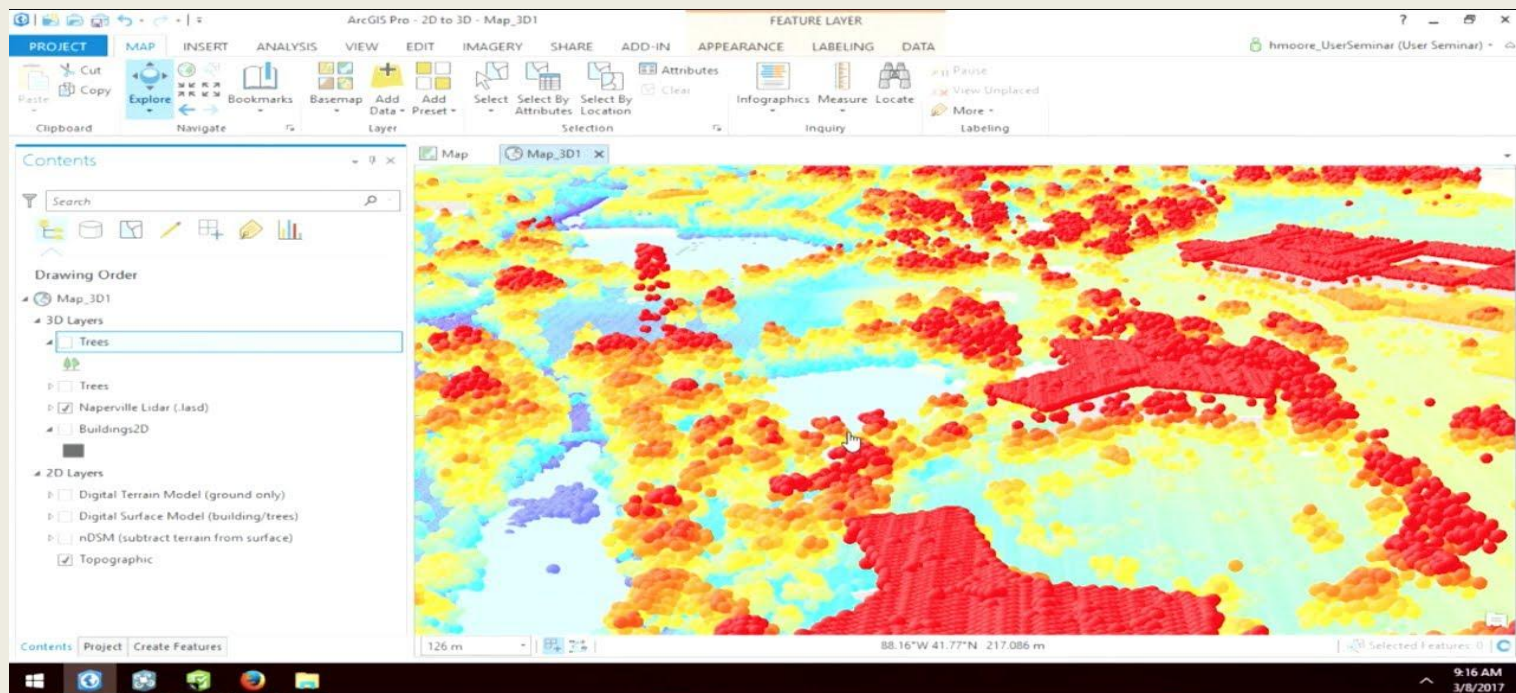 ArcGIS Pro - 2D to 3D - Map_3D1
FEATURE LAYER
?
PROJECT MAP INSERT ANALYSIS VIEW EDIT IMAGERY SHARE ADD-IN APPEARANCE LABELING DATA
hmoore_UserSeminar (User Seminar)
Paste
Cut
Copy
Clipboard
Explore
Bookmarks
Navigate
Basemap
Add Data
Add Preset
Layer
Select
Select By Attributes
Select By Location
Attributes
Clear
Selection
Infographics
Measure
Locate
Inquiry
Pause
View Unplaced
More
Labeling
Contents
Search
Drawing Order
Map_3D1
3D Layers
Trees
Trees
Naperville Lidar (.lasd)
Buildings2D
2D Layers
Digital Terrain Model (ground only)
Digital Surface Model (building/trees)
nDSM (subtract terrain from surface)
Topographic
Contents Project Create Features
Map
Map_3D1
126 m
88.16°W 41.77°N 217.086 m
Selected Features: 0
9:16 AM
3/8/2017